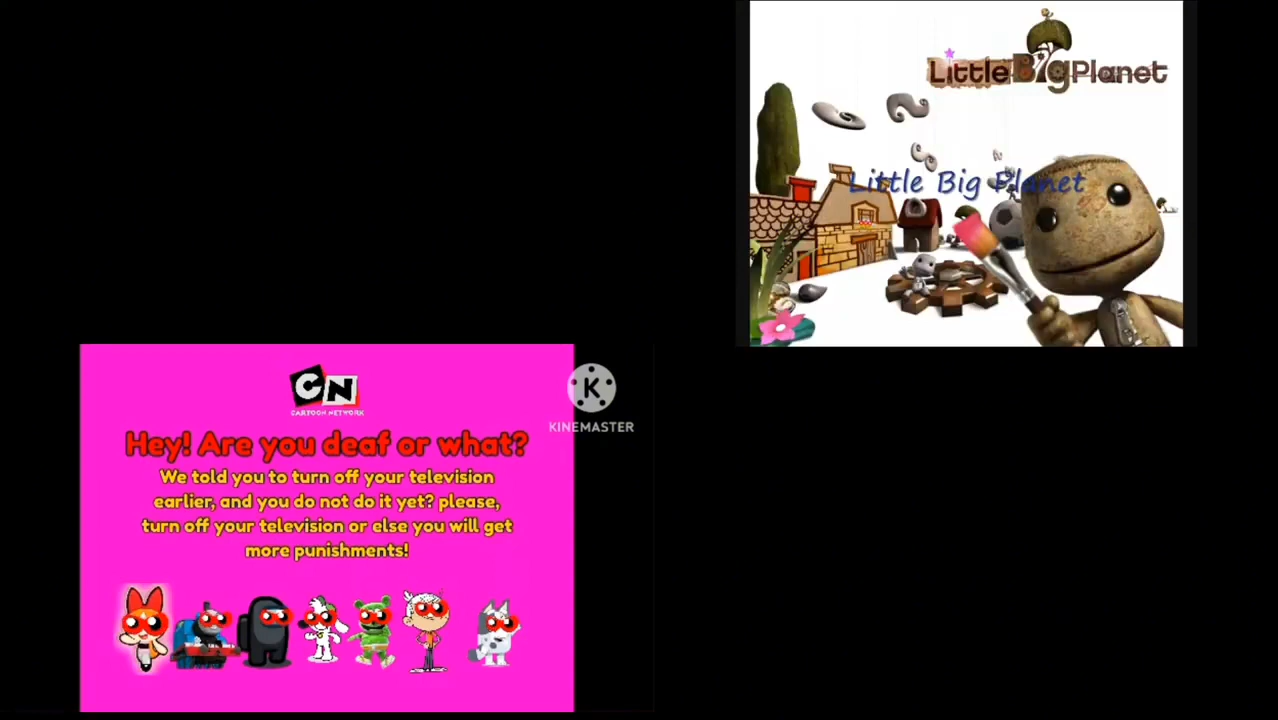 LittleBigPlanet
Little Big Planet
CN
CARTOON NETWORK
Hey! Are you deaf or what?
We told you to turn off your television
earlier, and you do not do it yet? please,
turn off your television or else you will get
more punishments!
K
KINEMASTER